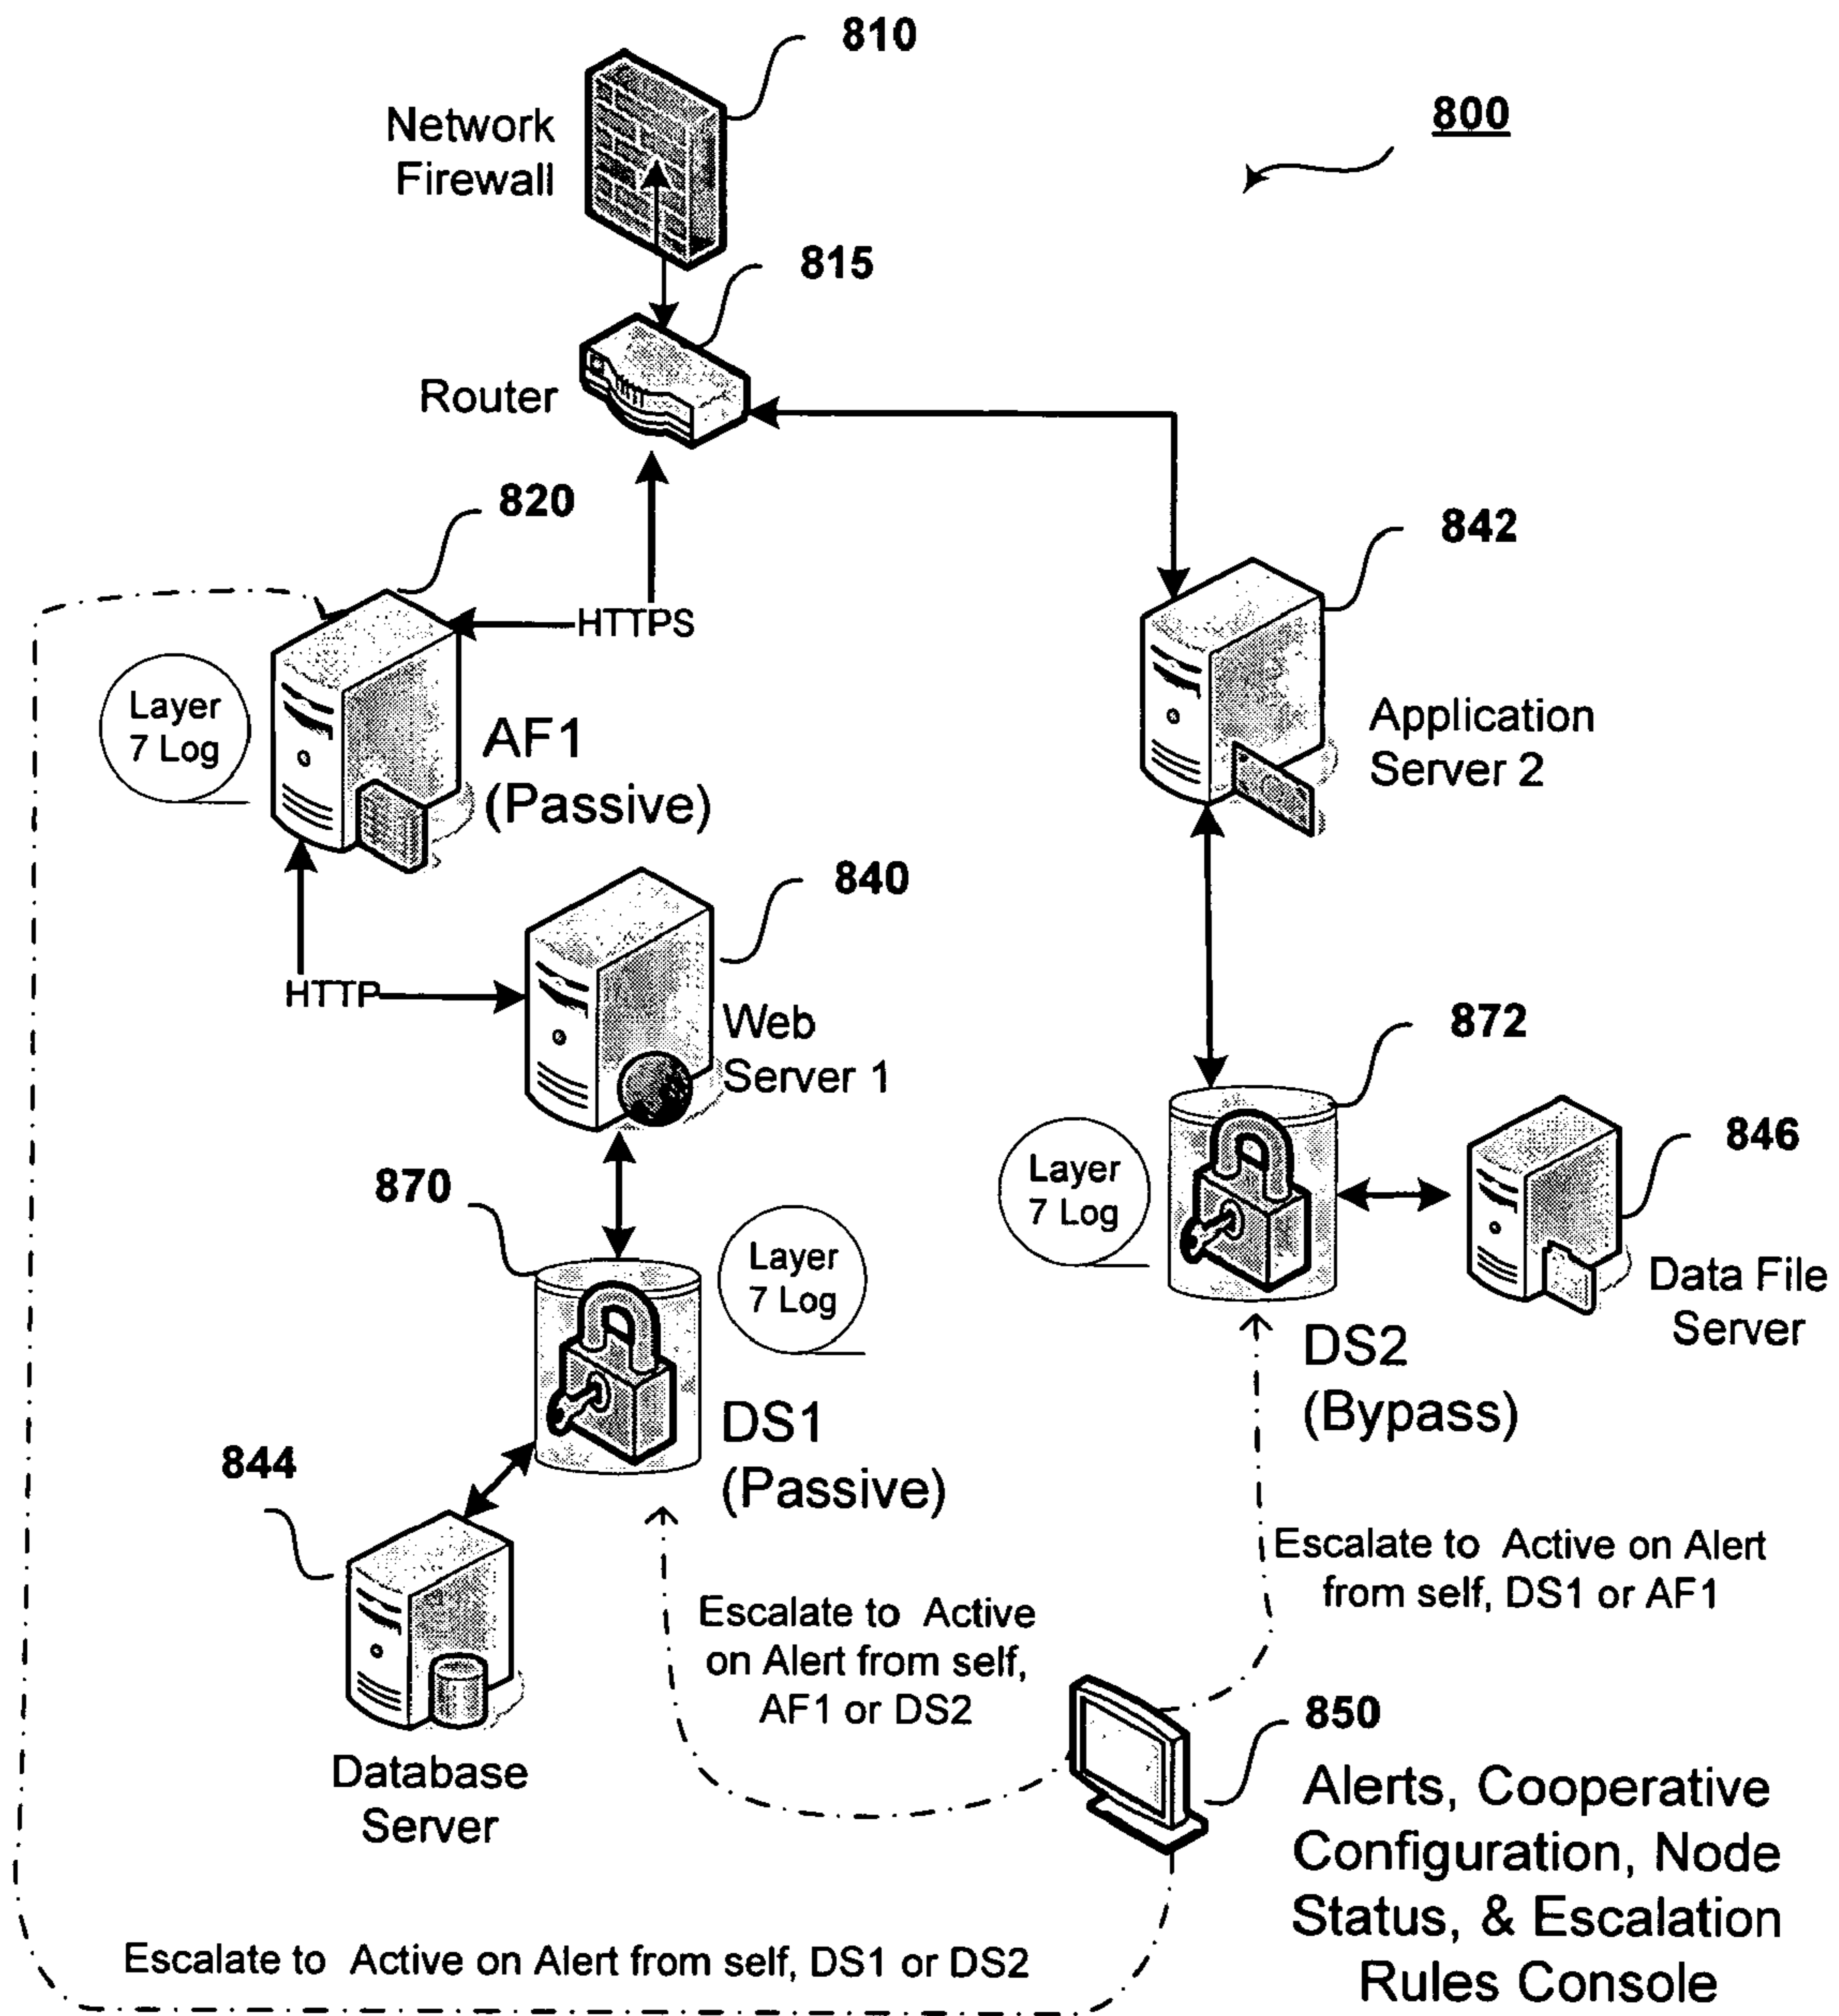 810
Network
Firewall
800
815
Router
820
HTTPS
842
Layer
7 Log
AF1
(Passive)
Application
Server 2
840
HTTP
Web
Server 1
872
870
Layer
7 Log
Layer
7 Log
846
Data File
Server
DS2
(Bypass)
DS1
(Passive)
844
Escalate to Active on Alert
from self, DS1 or AF1
Escalate to Active
on Alert from self,
AF1 or DS2
850
Database
Server
Alerts, Cooperative
Configuration, Node
Status, & Escalation
Rules Console
Escalate to Active on Alert from self, DS1 or DS2